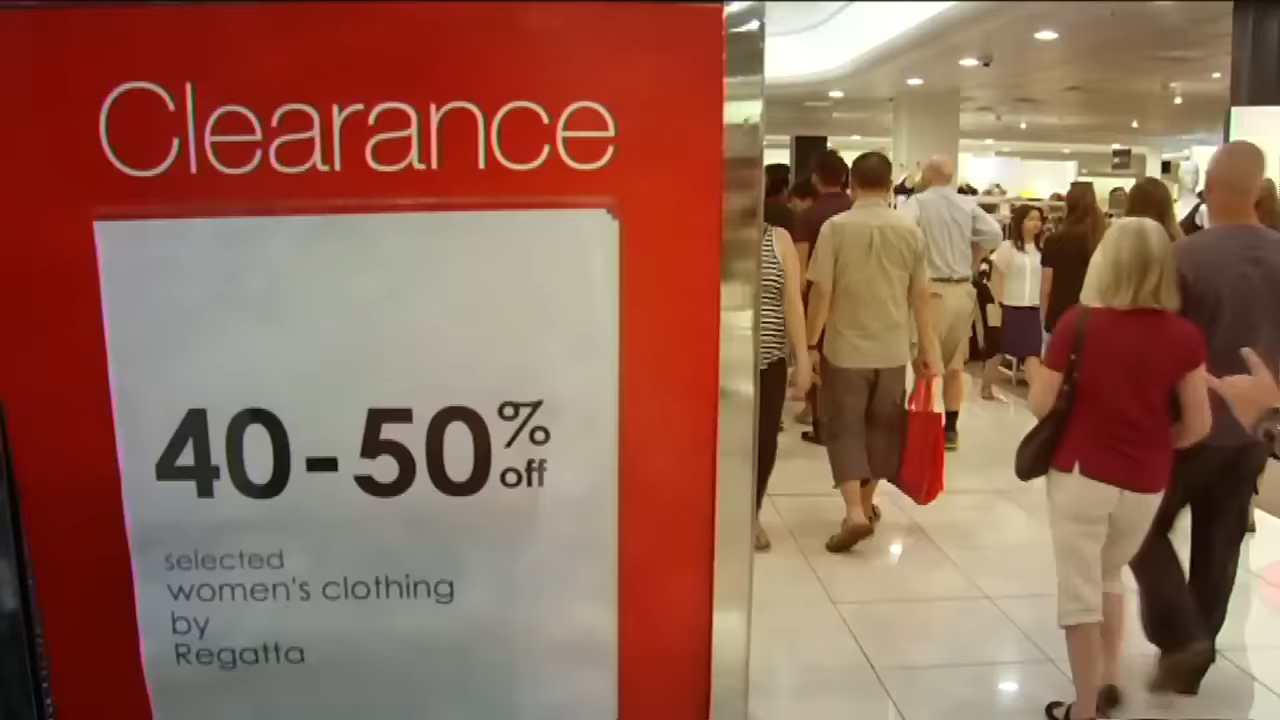 Clearance
40-50% off
selected
women's clothing
by
Regatta